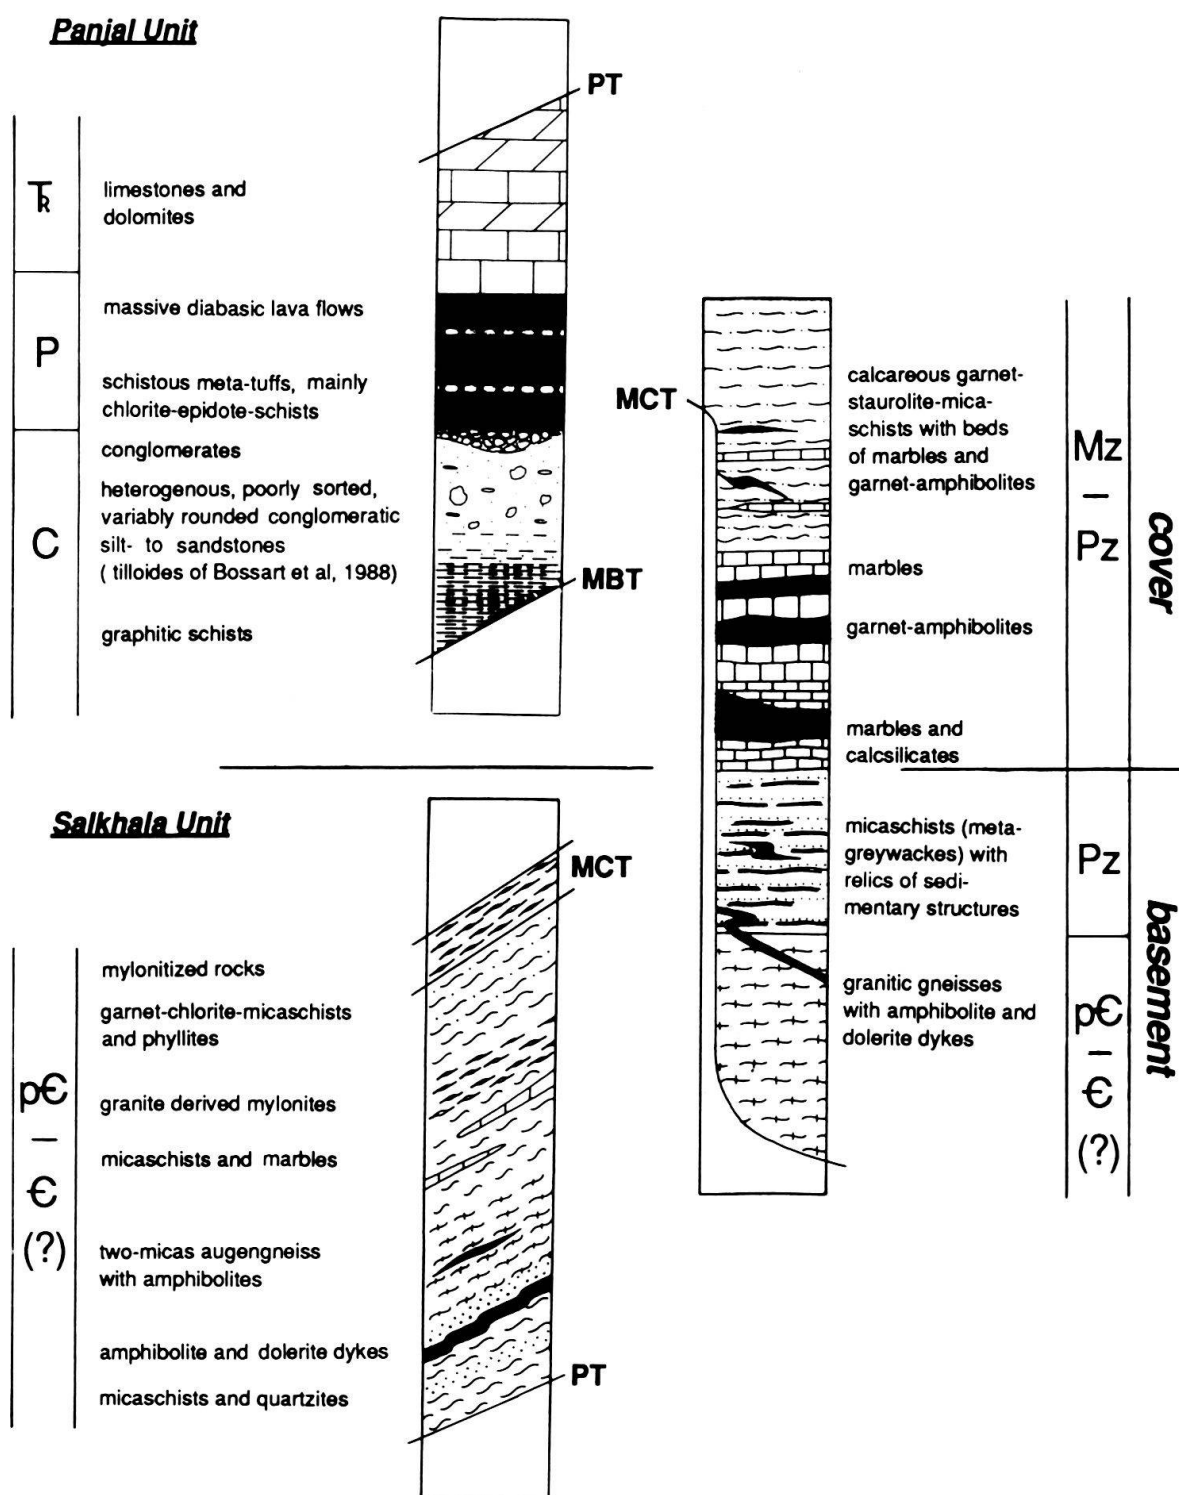 Panjal Unit
PT
TR
limestones and
dolomites
P
massive diabasic lava flows
schistous meta-tuffs, mainly
chlorite-epidote-schists
C
conglomerates
heterogenous, poorly sorted,
variably rounded conglomeratic
silt- to sandstones
( tilloides of Bossart et al, 1988)
MBT
graphitic schists
Salkhala Unit
MCT
mylonitized rocks
garnet-chlorite-micaschists
and phyllites
p€
–
€
(?)
granite derived mylonites
micaschists and marbles
two-micas augengneiss
with amphibolites
amphibolite and dolerite dykes
PT
micaschists and quartzites
MCT
calcareous garnet-
staurolite-mica-
schists with beds
of marbles and
garnet-amphibolites
Mz
–
Pz
cover
marbles
garnet-amphibolites
marbles and
calcsilicates
micaschists (meta-
greywackes) with
relics of sedi-
mentary structures
Pz
basement
granitic gneisses
with amphibolite and
dolerite dykes
p€
–
€
(?)